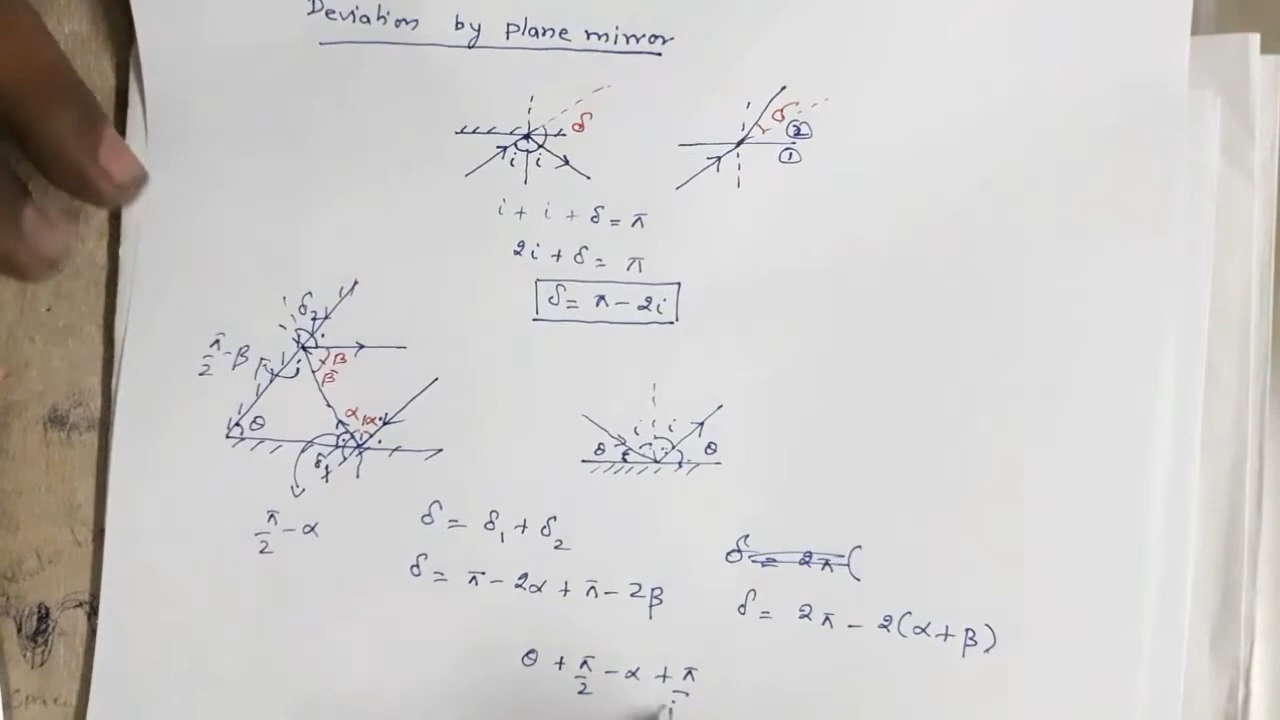 Deviation by plane mirror
δ
i i
δ
②
①
i + i + δ = π
2i + δ = π
δ = π - 2i
δ₂
π/2 - β
β
β
θ
α α
δ₁
π/2 - α
i i
θ θ
δ = δ₁ + δ₂
δ = 2π (
δ = π - 2α + π - 2β
δ = 2π - 2(α + β)
θ + π/2 - α + π